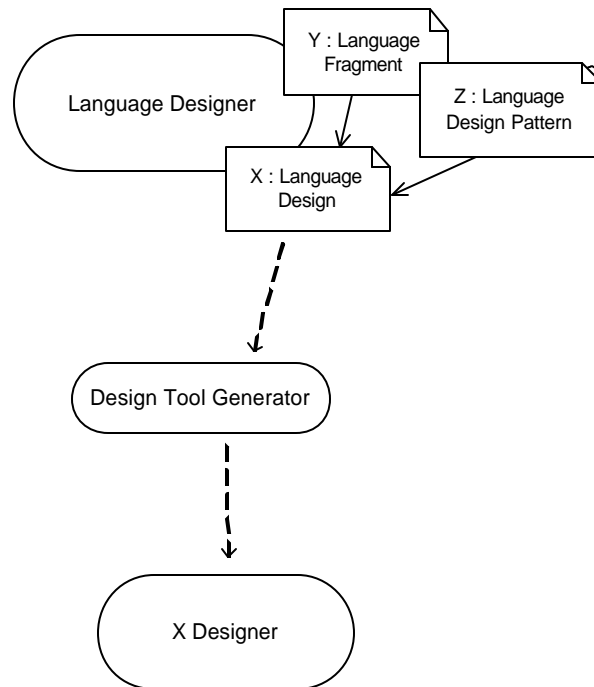 Y : Language
Fragment
Language Designer
Z : Language
Design Pattern
X : Language
Design
Design Tool Generator
X Designer